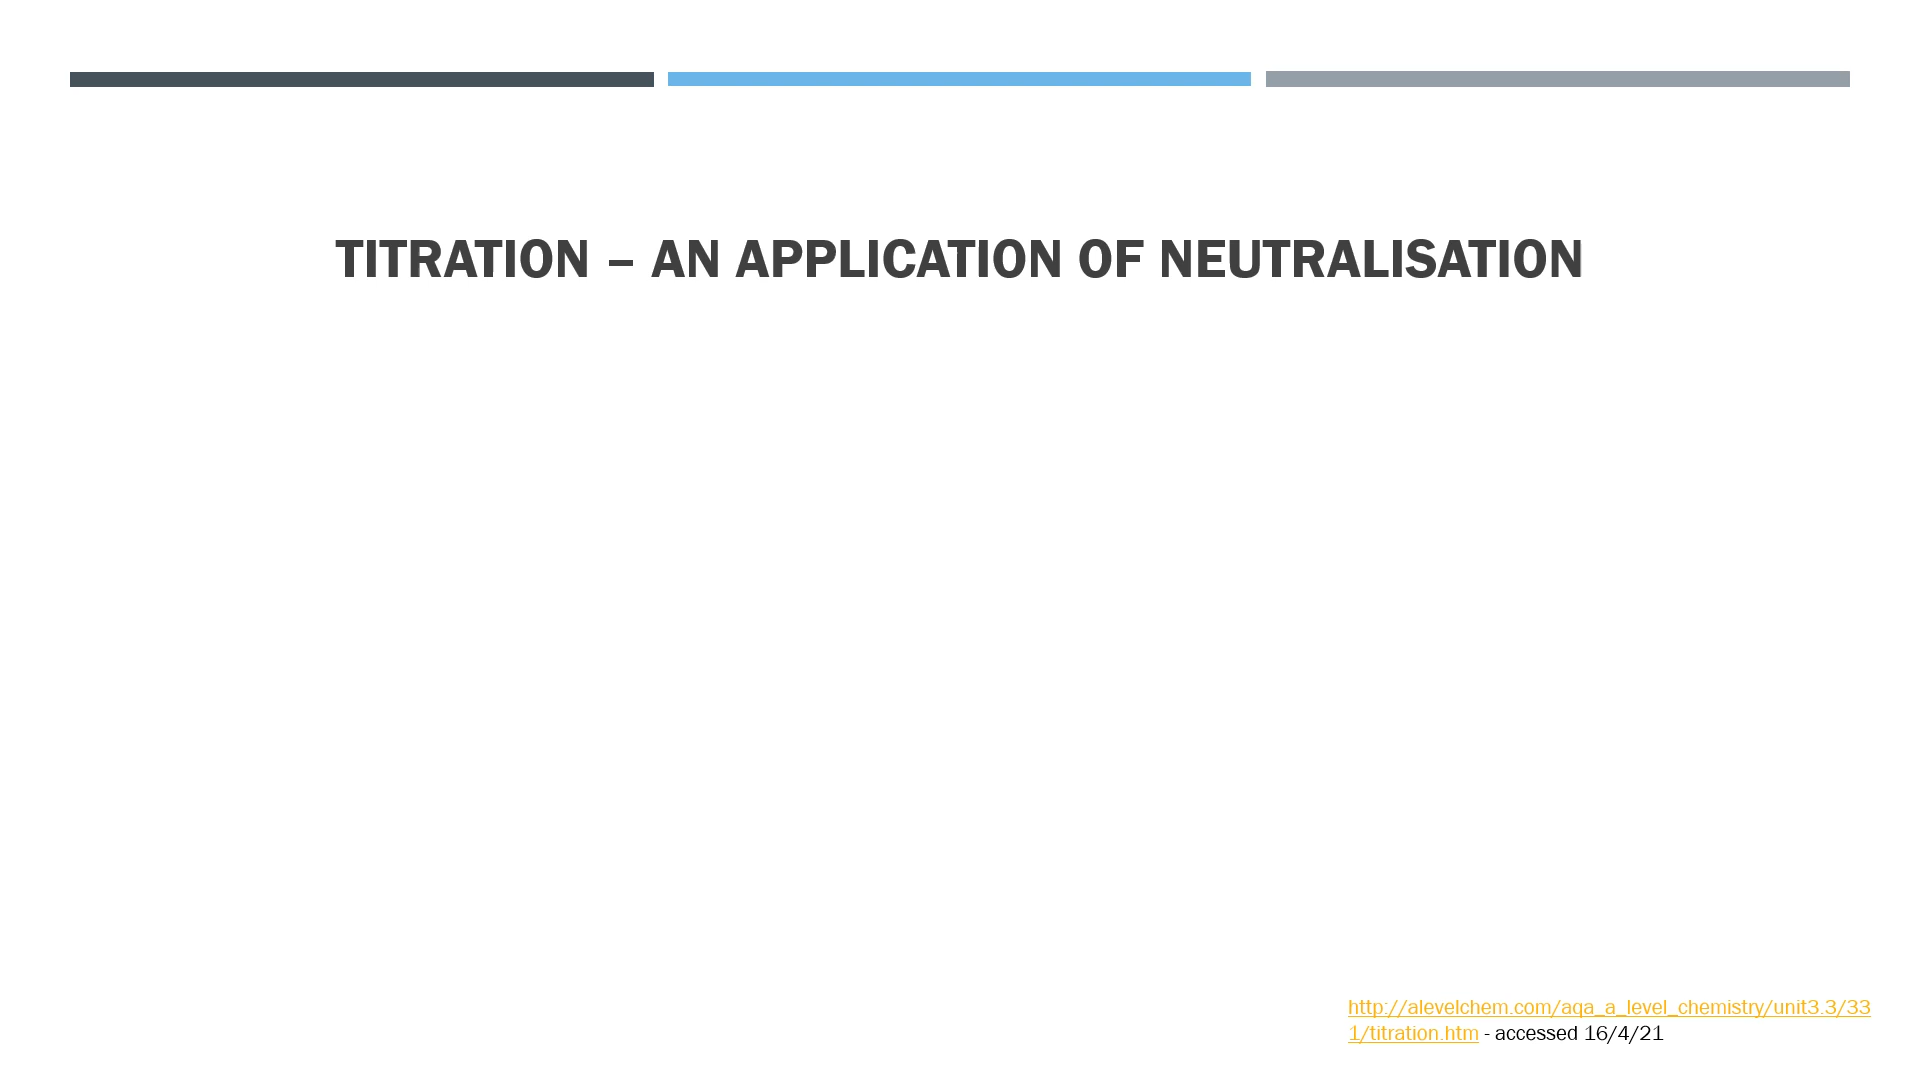 TITRATION – AN APPLICATION OF NEUTRALISATION
http://alevelchem.com/aqa_a_level_chemistry/unit3.3/33
1/titration.htm - accessed 16/4/21